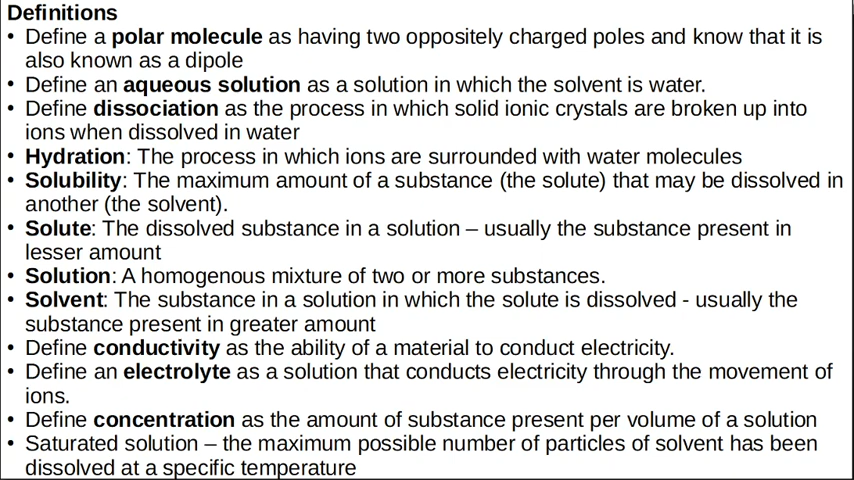 Definitions
• Define a polar molecule as having two oppositely charged poles and know that it is
also known as a dipole
• Define an aqueous solution as a solution in which the solvent is water.
• Define dissociation as the process in which solid ionic crystals are broken up into
ions when dissolved in water
• Hydration: The process in which ions are surrounded with water molecules
• Solubility: The maximum amount of a substance (the solute) that may be dissolved in
another (the solvent).
• Solute: The dissolved substance in a solution – usually the substance present in
lesser amount
• Solution: A homogenous mixture of two or more substances.
• Solvent: The substance in a solution in which the solute is dissolved - usually the
substance present in greater amount
• Define conductivity as the ability of a material to conduct electricity.
• Define an electrolyte as a solution that conducts electricity through the movement of
ions.
• Define concentration as the amount of substance present per volume of a solution
• Saturated solution – the maximum possible number of particles of solvent has been
dissolved at a specific temperature